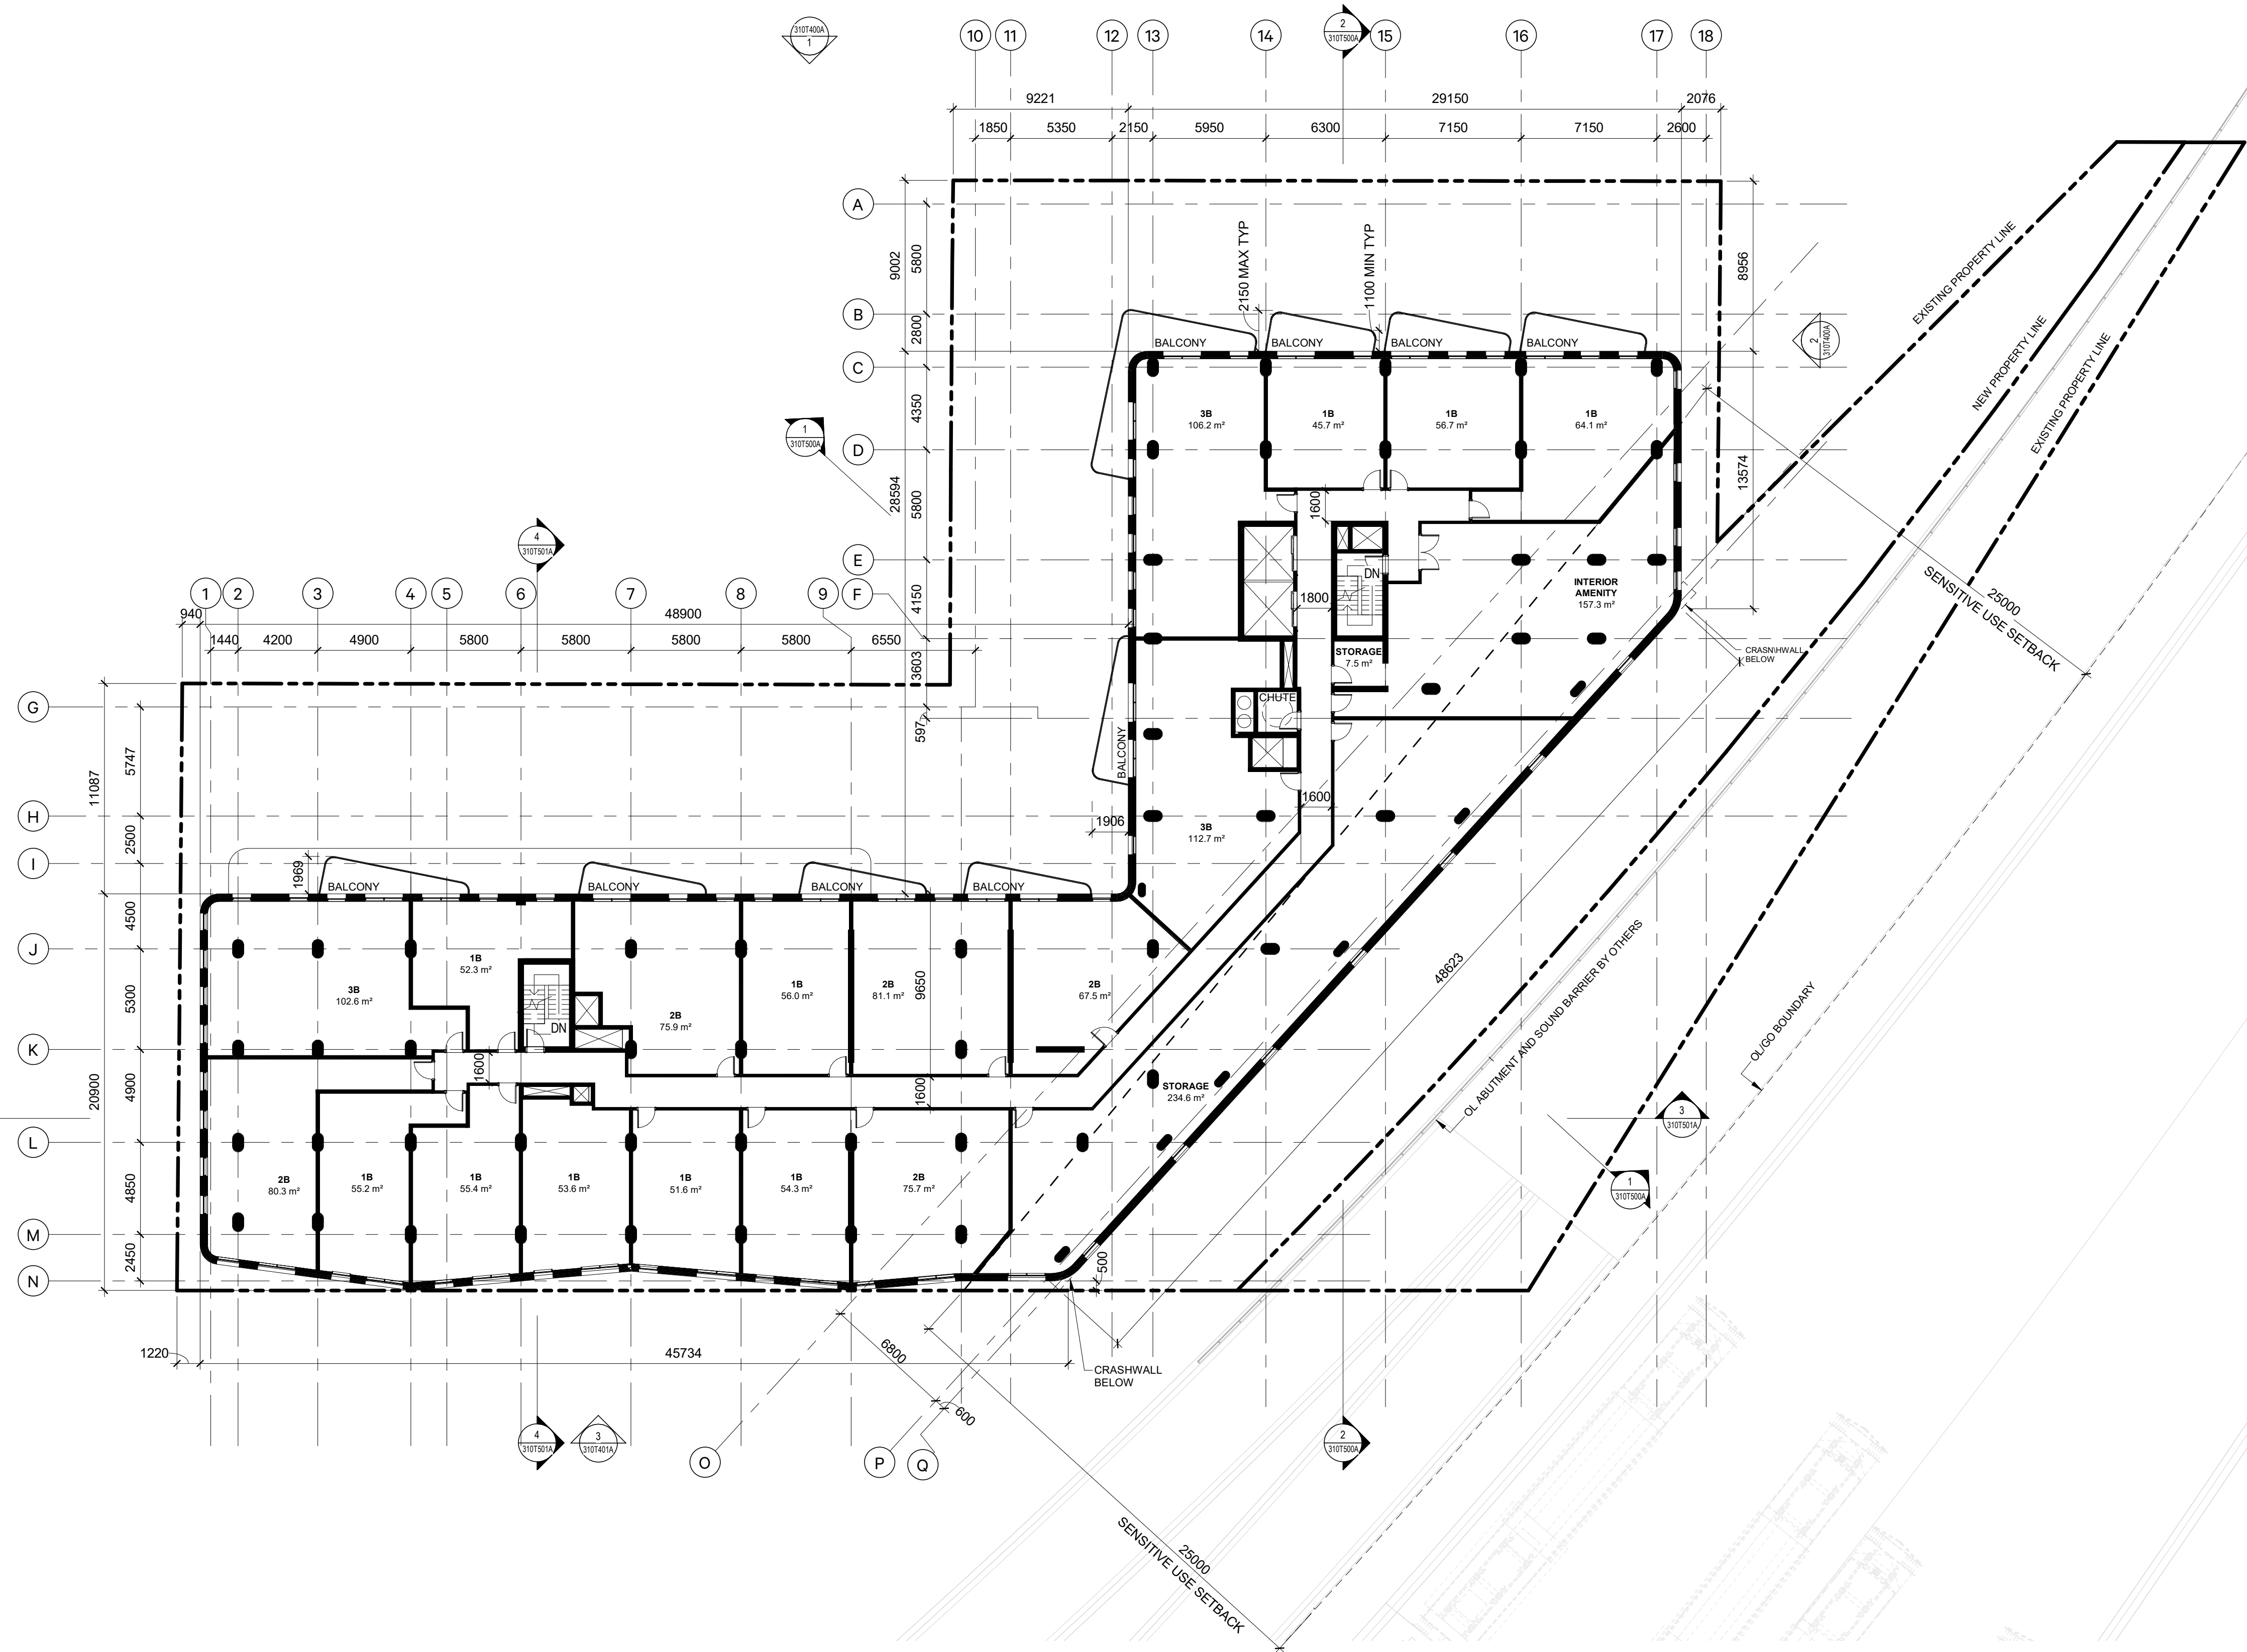 310T400A
1
10
11
12
13
14
2
310T500A
15
16
17
18
9221
29150
2076
1850
5350
2150
5950
6300
7150
7150
2600
A
9002
5800
2150 MAX TYP
1100 MIN TYP
8956
EXISTING PROPERTY LINE
B
2800
BALCONY
BALCONY
BALCONY
BALCONY
2
310T400A
NEW PROPERTY LINE
EXISTING PROPERTY LINE
C
4350
3B
106.2 m²
1B
45.7 m²
1B
56.7 m²
1B
64.1 m²
1
310T500A
D
28594
5800
1600
13574
4
310T501A
E
DN
INTERIOR
AMENITY
157.3 m²
25000
SENSITIVE USE SETBACK
1
2
3
4
5
6
7
8
9
F
4150
1800
940
48900
1440
4200
4900
5800
5800
5800
5800
6550
3603
STORAGE
7.5 m²
CRASN\HWALL
BELOW
G
597
CHUTE
5747
BALCONY
11087
H
1600
1906
3B
112.7 m²
2500
I
1969
BALCONY
BALCONY
BALCONY
BALCONY
4500
J
1B
52.3 m²
48623
OL ABUTMENT AND SOUND BARRIER BY OTHERS
3B
102.6 m²
1B
56.0 m²
2B
81.1 m²
9650
2B
67.5 m²
5300
2B
75.9 m²
DN
OL/GO BOUNDARY
K
1600
1600
20900
4900
STORAGE
234.6 m²
3
310T501A
L
2B
80.3 m²
1B
55.2 m²
1B
55.4 m²
1B
53.6 m²
1B
51.6 m²
1B
54.3 m²
2B
75.7 m²
4850
1
310T500A
M
2450
500
N
1220
45734
6800
CRASHWALL
BELOW
600
4
310T501A
3
310T401A
O
P
Q
2
310T500A
25000
SENSITIVE USE SETBACK